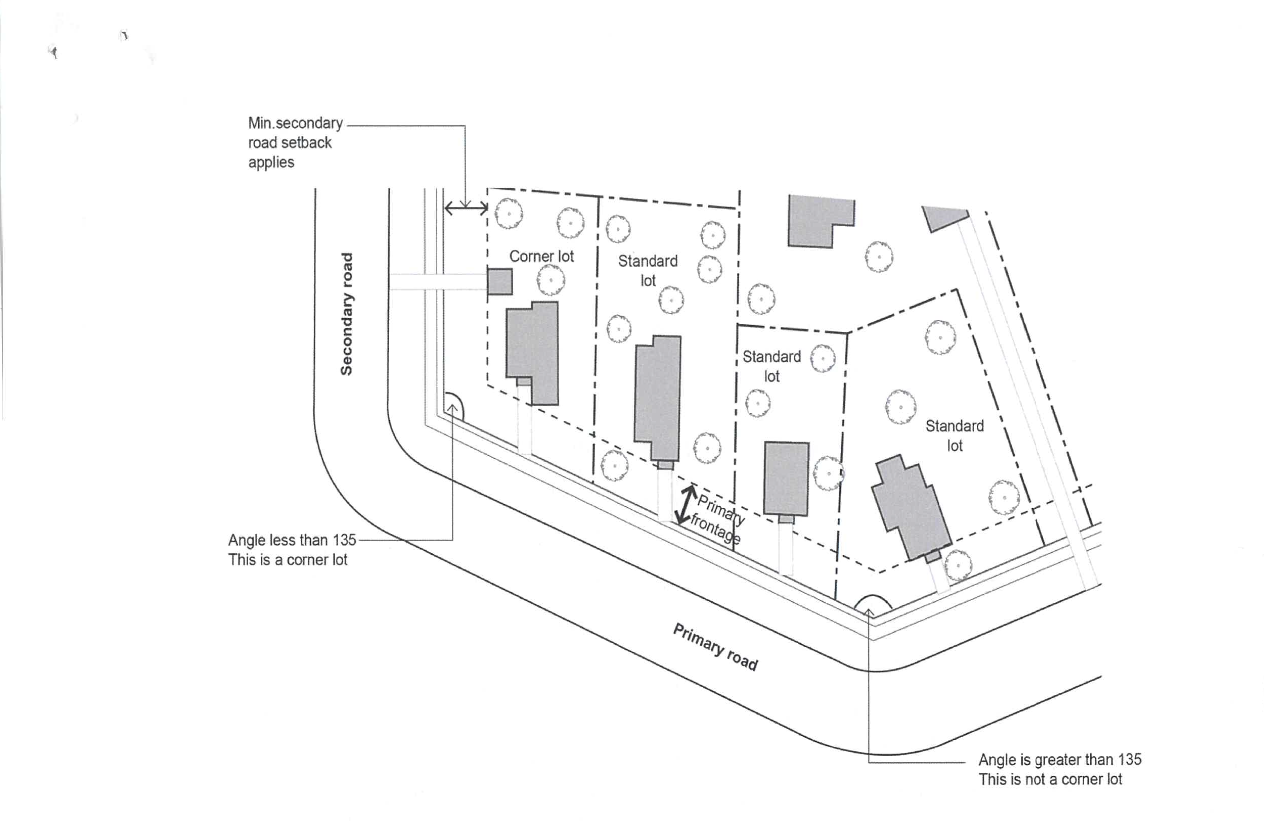 Min.secondary
road setback
applies
Secondary road
Corner lot
Standard
lot
Standard
lot
Standard
lot
Primary
frontage
Angle less than 135
This is a corner lot
Primary road
Angle is greater than 135
This is not a corner lot